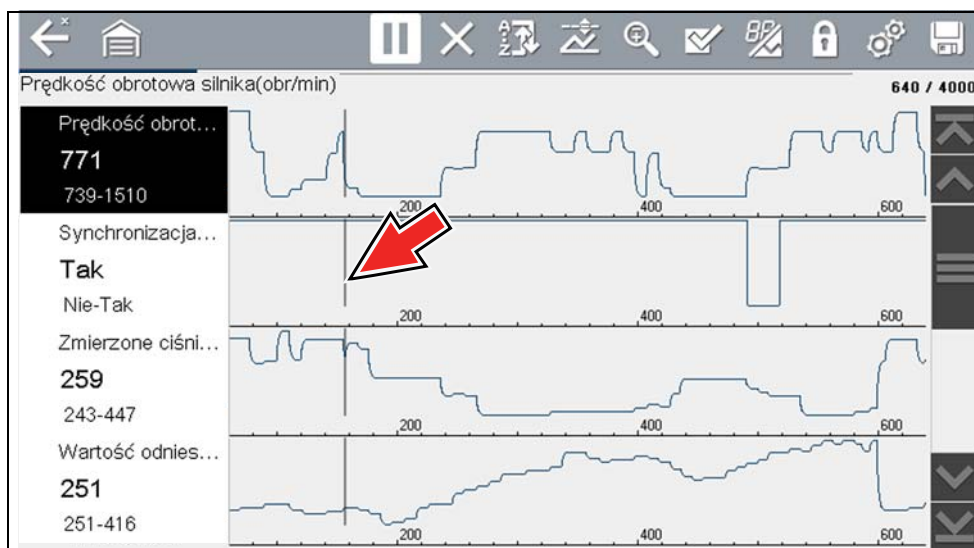 Prędkość obrotowa silnika(obr/min)
640 / 4000
Prędkość obrot...
771
739-1510
200
400
600
Synchronizacja...
Tak
Nie-Tak
200
400
600
Zmierzone ciśni...
259
243-447
200
400
600
Wartość odnies...
251
251-416
200
400
600